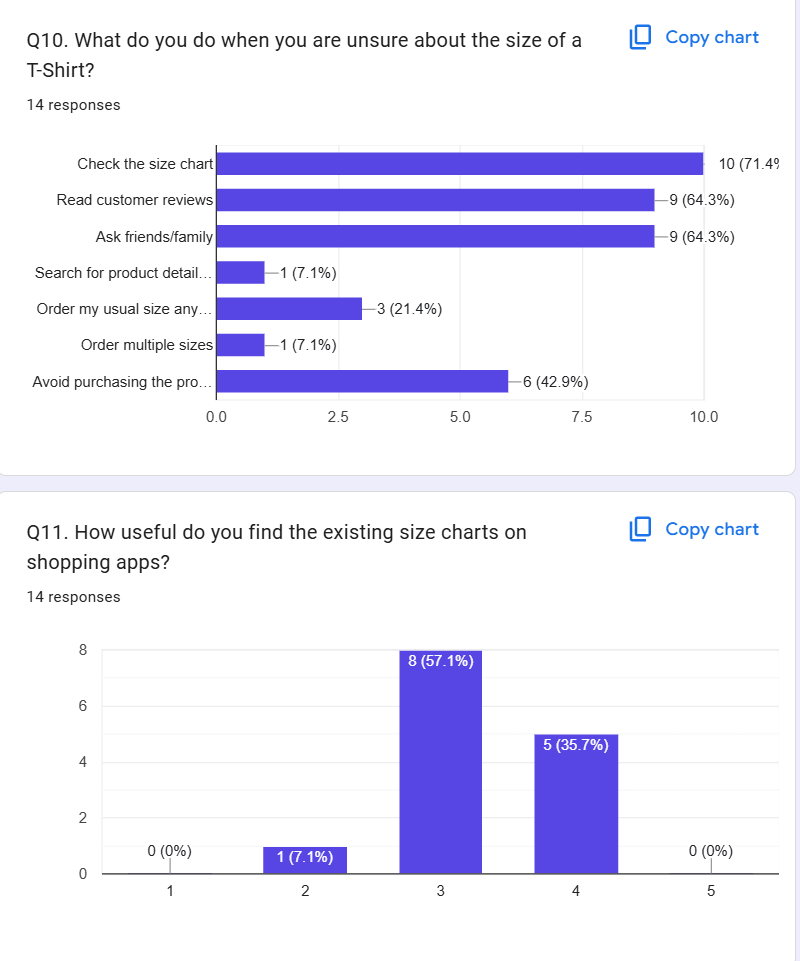 Q10. What do you do when you are unsure about the size of a
T-Shirt?
Copy chart
14 responses
Check the size chart
10 (71.4%
Read customer reviews
9 (64.3%)
Ask friends/family
9 (64.3%)
Search for product detail…
1 (7.1%)
Order my usual size any…
3 (21.4%)
Order multiple sizes
1 (7.1%)
Avoid purchasing the pro…
6 (42.9%)
0.0 2.5 5.0 7.5 10.0
Q11. How useful do you find the existing size charts on
shopping apps?
Copy chart
14 responses
8
6
4
2
0
0 (0%)
1 (7.1%)
8 (57.1%)
5 (35.7%)
0 (0%)
1 2 3 4 5